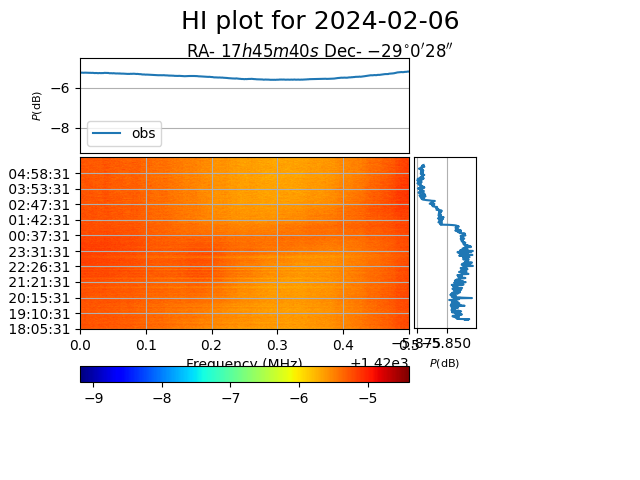 HI plot for 2024-02-06
RA- 17h45m40s Dec- −29°0′28″
P(dB)
−6
−8
obs
04:58:31
03:53:31
02:47:31
01:42:31
00:37:31
23:31:31
22:26:31
21:21:31
20:15:31
19:10:31
18:05:31
0.0 0.1 0.2 0.3 0.4 0.5
−5.875 −5.850
Frequency (MHz) +1.42e3 P(dB)
−9 −8 −7 −6 −5